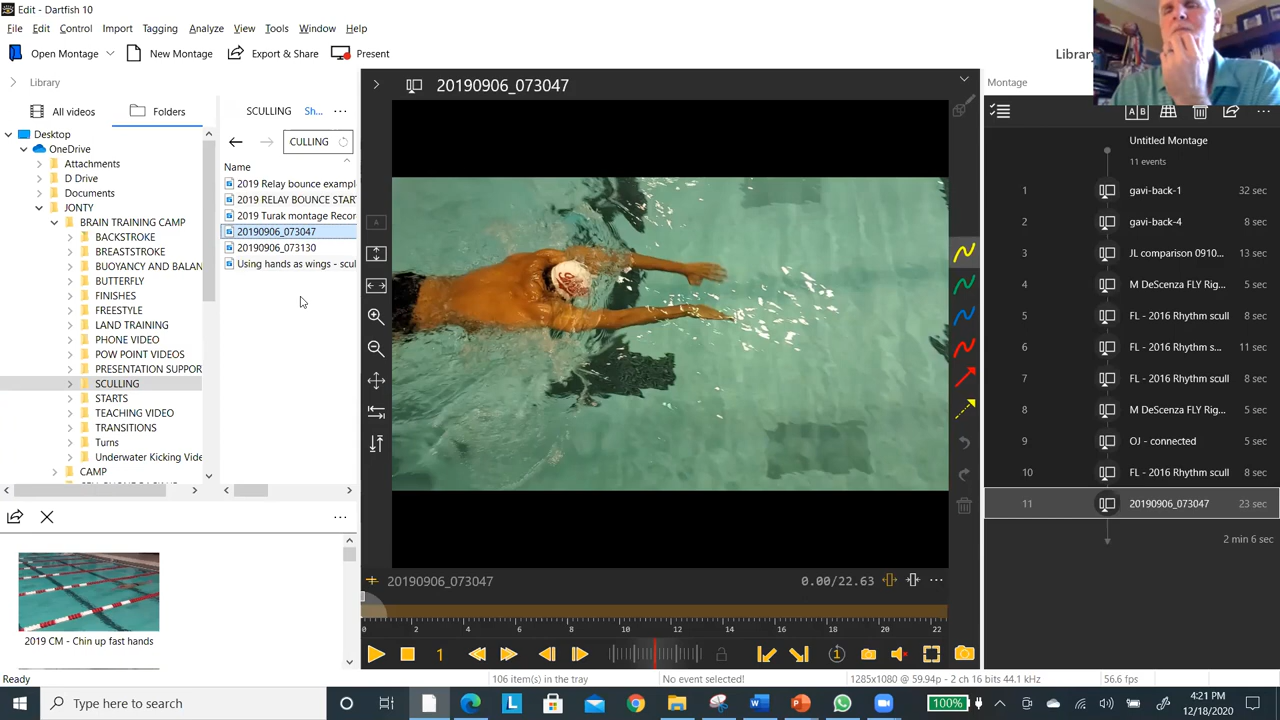 Edit - Dartfish 10
File Edit Control Import Tagging Analyze View Tools Window Help
Open Montage New Montage Export & Share Present
Library
Library
All videos Folders
Desktop
OneDrive
Attachments
D Drive
Documents
JONTY
BRAIN TRAINING CAMP
BACKSTROKE
BREASTSTROKE
BUOYANCY AND BALAN
BUTTERFLY
FINISHES
FREESTYLE
LAND TRAINING
PHONE VIDEO
POW POINT VIDEOS
PRESENTATION SUPPOR
SCULLING
STARTS
TEACHING VIDEO
TRANSITIONS
Turns
Underwater Kicking Vide
CAMP
SCULLING Sh... ...
CULLING
Name
2019 Relay bounce exampl
2019 RELAY BOUNCE STAR
2019 Turak montage Recor
20190906_073047
20190906_073130
Using hands as wings - scul
2019 CM - Chin up fast hands
20190906_073047
A
20190906_073047 0.00/22.63
0 2 4 6 8 10 12 14 16 18 20 22
1
Montage
A B
Untitled Montage
11 events
1 gavi-back-1 32 sec
2 gavi-back-4 8 sec
3 JL comparison 0910... 13 sec
4 M DeScenza FLY Rig... 5 sec
5 FL - 2016 Rhythm scull 8 sec
6 FL - 2016 Rhythm s... 11 sec
7 FL - 2016 Rhythm scull 8 sec
8 M DeScenza FLY Rig... 5 sec
9 OJ - connected 5 sec
10 FL - 2016 Rhythm scull 8 sec
11 20190906_073047 23 sec
2 min 6 sec
Ready 106 item(s) in the tray No event selected! 1285x1080 @ 59.94p - 2 ch 16 bits 44.1 kHz 56.6 fps
Type here to search
100%
4:21 PM
12/18/2020